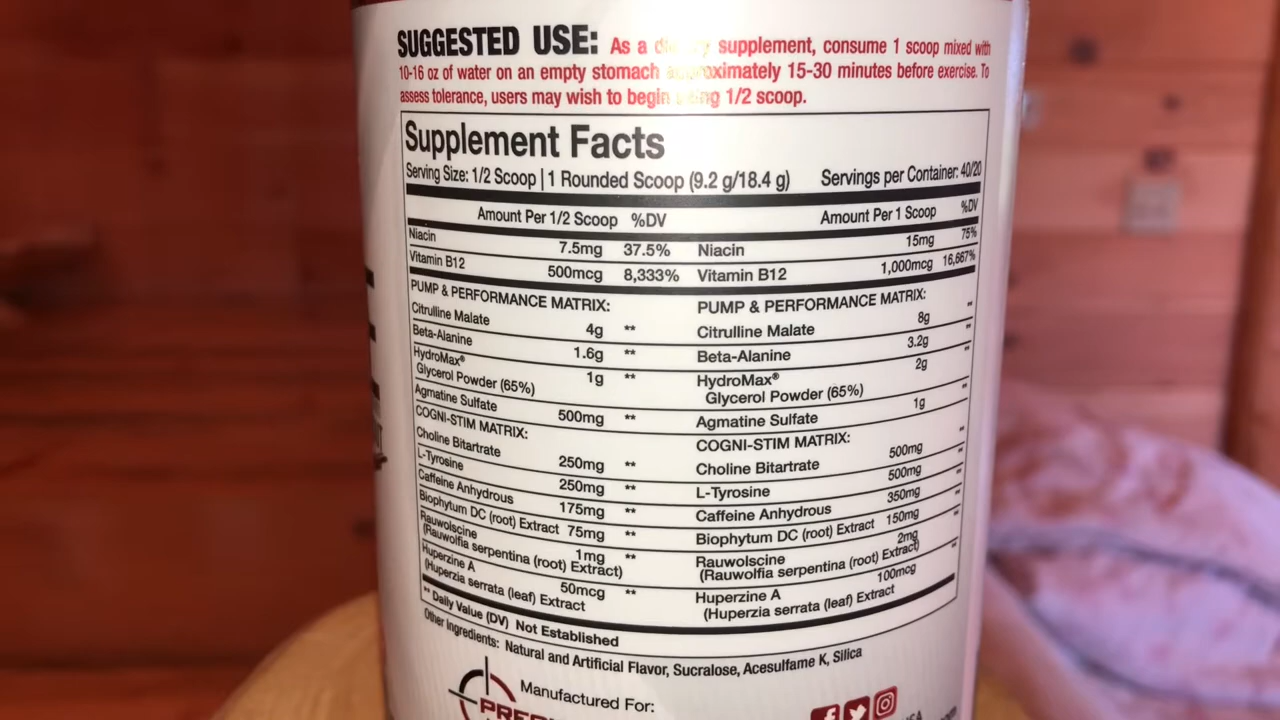 SUGGESTED USE: As a supplement, consume 1 scoop mixed with
10-16 oz of water on an empty stomach approximately 15-30 minutes before exercise. To
assess tolerance, users may wish to begin using 1/2 scoop.
Supplement Facts
Serving Size: 1/2 Scoop | 1 Rounded Scoop (9.2 g/18.4 g) Servings per Container: 40/20
Amount Per 1/2 Scoop %DV Amount Per 1 Scoop %DV
Niacin 7.5mg 37.5% Niacin 15mg 75%
Vitamin B12 500mcg 8,333% Vitamin B12 1,000mcg 16,667%
PUMP & PERFORMANCE MATRIX: PUMP & PERFORMANCE MATRIX: **
Citrulline Malate 4g ** Citrulline Malate 8g **
Beta-Alanine 1.6g ** Beta-Alanine 3.2g **
HydroMax® 1g ** HydroMax® 2g
Glycerol Powder (65%) Glycerol Powder (65%) **
Agmatine Sulfate 500mg ** Agmatine Sulfate 1g
COGNI-STIM MATRIX: COGNI-STIM MATRIX: **
Choline Bitartrate 250mg ** Choline Bitartrate 500mg **
L-Tyrosine 250mg ** L-Tyrosine 500mg **
Caffeine Anhydrous 175mg ** Caffeine Anhydrous 350mg **
Biophytum DC (root) Extract 75mg ** Biophytum DC (root) Extract 150mg **
Rauwolscine 1mg ** Rauwolscine 2mg **
(Rauwolfia serpentina (root) Extract) (Rauwolfia serpentina (root) Extract)
Huperzine A 50mcg ** Huperzine A 100mcg
(Huperzia serrata (leaf) Extract (Huperzia serrata (leaf) Extract
** Daily Value (DV) Not Established
Other Ingredients: Natural and Artificial Flavor, Sucralose, Acesulfame K, Silica
Manufactured For: